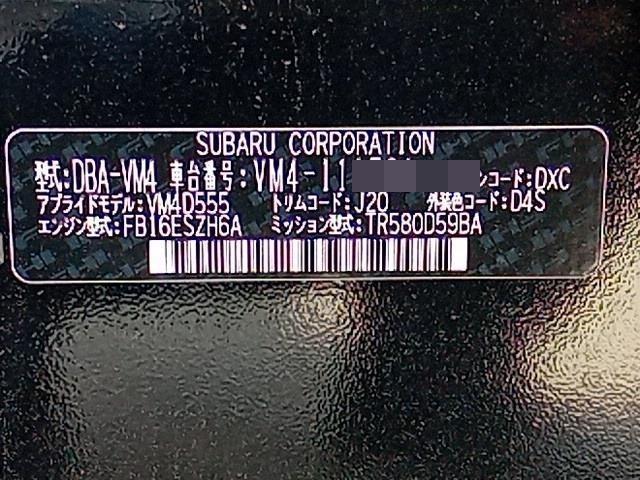 SUBARU CORPORATION
型式:DBA-VM4 車台番号:VM4-11 ンコード:DXC
アプライドモデル:VM4D555 トリムコード:J20 外装色コード:D4S
エンジン型式:FB16ESZH6A ミッション型式:TR580D59BA